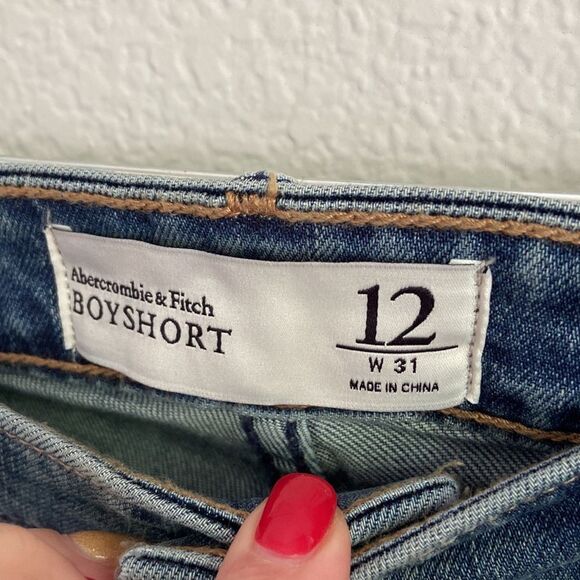 Abercrombie & Fitch
BOYSHORT
12
W 31
MADE IN CHINA